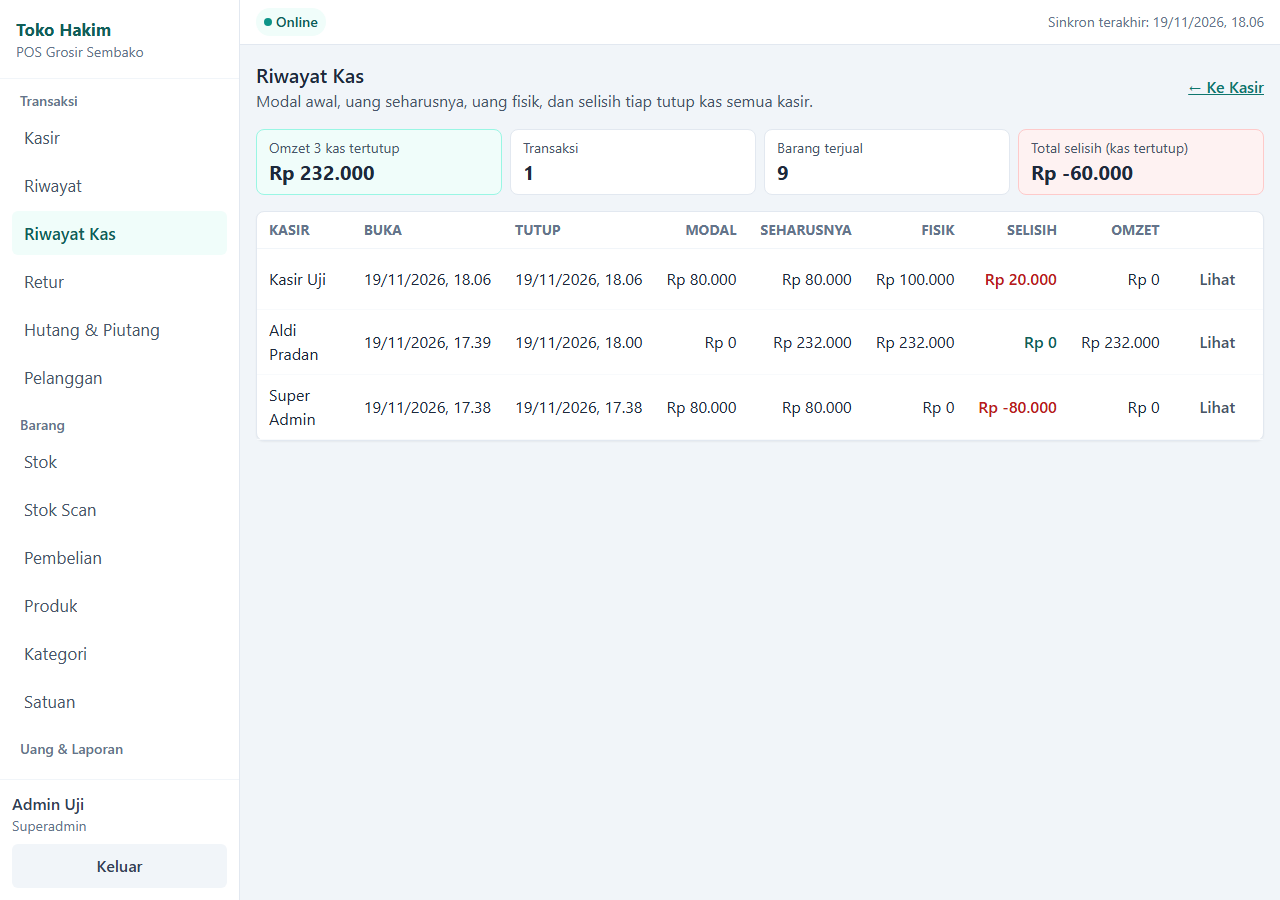 Toko Hakim
POS Grosir Sembako
Transaksi
Kasir
Riwayat
Riwayat Kas
Retur
Hutang & Piutang
Pelanggan
Barang
Stok
Stok Scan
Pembelian
Produk
Kategori
Satuan
Uang & Laporan
Admin Uji
Superadmin
Keluar
Online
Sinkron terakhir: 19/11/2026, 18.06
Riwayat Kas
Modal awal, uang seharusnya, uang fisik, dan selisih tiap tutup kas semua kasir.
← Ke Kasir
Omzet 3 kas tertutup
Rp 232.000
Transaksi
1
Barang terjual
9
Total selisih (kas tertutup)
Rp -60.000
KASIR BUKA TUTUP MODAL SEHARUSNYA FISIK SELISIH OMZET
Kasir Uji 19/11/2026, 18.06 19/11/2026, 18.06 Rp 80.000 Rp 80.000 Rp 100.000 Rp 20.000 Rp 0 Lihat
Aldi
Pradan 19/11/2026, 17.39 19/11/2026, 18.00 Rp 0 Rp 232.000 Rp 232.000 Rp 0 Rp 232.000 Lihat
Super
Admin 19/11/2026, 17.38 19/11/2026, 17.38 Rp 80.000 Rp 80.000 Rp 0 Rp -80.000 Rp 0 Lihat